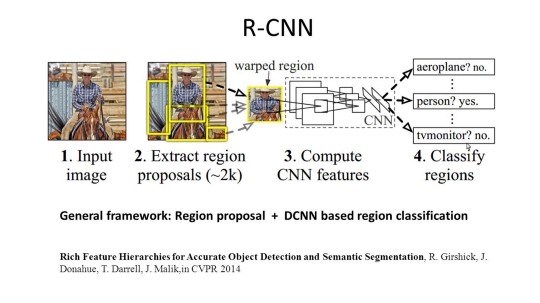 R-CNN
warped region
aeroplane? no.
person? yes.
CNN
tvmonitor? no.
1. Input
image
2. Extract region
proposals (~2k)
3. Compute
CNN features
4. Classify
regions
General framework: Region proposal + DCNN based region classification
Rich Feature Hierarchies for Accurate Object Detection and Semantic Segmentation, R. Girshick, J.
Donahue, T. Darrell, J. Malik,in CVPR 2014